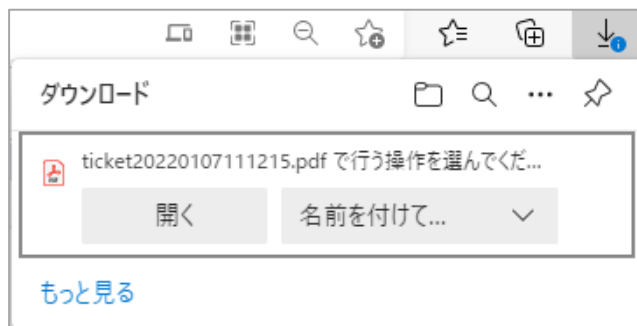 ダウンロード
ticket20220107111215.pdf で行う操作を選んでくだ...
開く
名前を付けて...
もっと見る